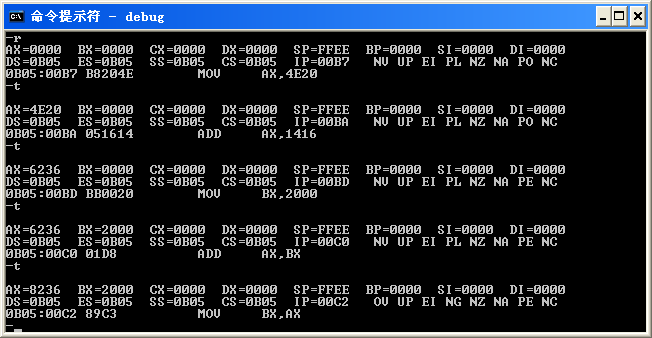 命令提示符 - debug
-r
AX=0000 BX=0000 CX=0000 DX=0000 SP=FFEE BP=0000 SI=0000 DI=0000
DS=0B05 ES=0B05 SS=0B05 CS=0B05 IP=00B7 NV UP EI PL NZ NA PO NC
0B05:00B7 B8204E MOV AX,4E20
-t
AX=4E20 BX=0000 CX=0000 DX=0000 SP=FFEE BP=0000 SI=0000 DI=0000
DS=0B05 ES=0B05 SS=0B05 CS=0B05 IP=00BA NV UP EI PL NZ NA PO NC
0B05:00BA 051614 ADD AX,1416
-t
AX=6236 BX=0000 CX=0000 DX=0000 SP=FFEE BP=0000 SI=0000 DI=0000
DS=0B05 ES=0B05 SS=0B05 CS=0B05 IP=00BD NV UP EI PL NZ NA PE NC
0B05:00BD BB0020 MOV BX,2000
-t
AX=6236 BX=2000 CX=0000 DX=0000 SP=FFEE BP=0000 SI=0000 DI=0000
DS=0B05 ES=0B05 SS=0B05 CS=0B05 IP=00C0 NV UP EI PL NZ NA PE NC
0B05:00C0 01D8 ADD AX,BX
-t
AX=8236 BX=2000 CX=0000 DX=0000 SP=FFEE BP=0000 SI=0000 DI=0000
DS=0B05 ES=0B05 SS=0B05 CS=0B05 IP=00C2 OV UP EI NG NZ NA PE NC
0B05:00C2 89C3 MOV BX,AX
-